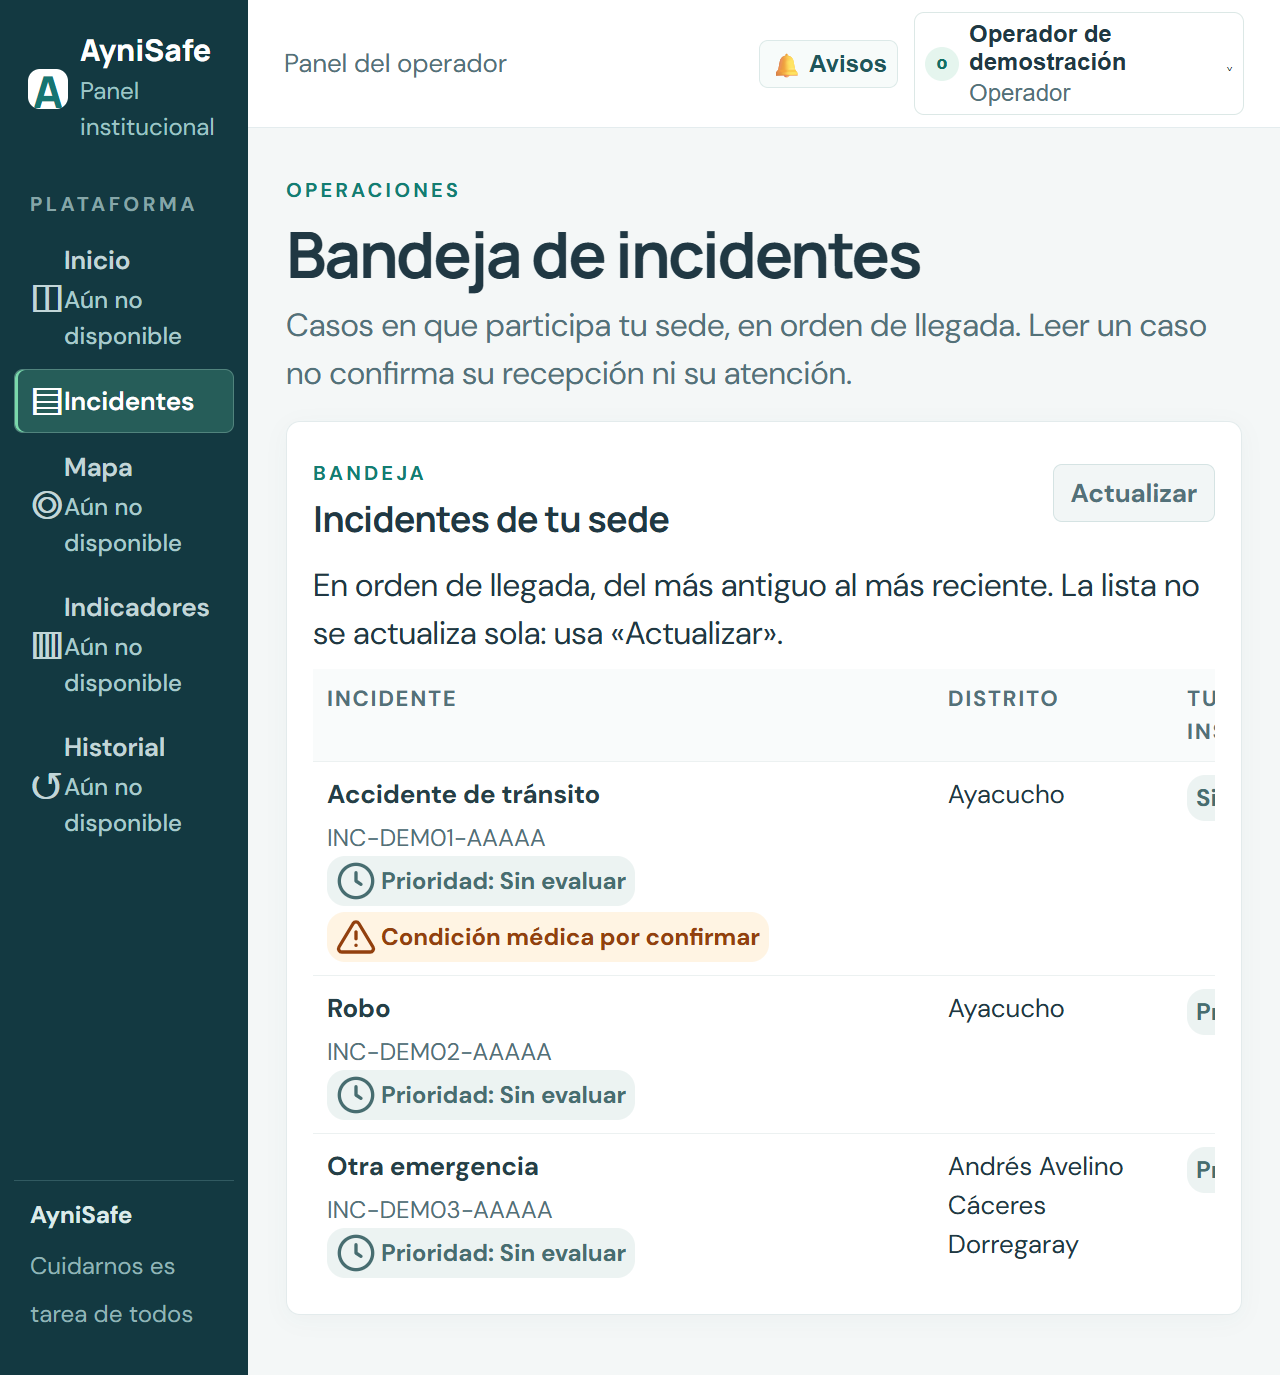 AyniSafe
Panel
institucional
PLATAFORMA
Inicio
Aún no
disponible
Incidentes
Mapa
Aún no
disponible
Indicadores
Aún no
disponible
Historial
Aún no
disponible
AyniSafe
Cuidarnos es
tarea de todos
Panel del operador
Avisos
Operador de
demostración
Operador
OPERACIONES
Bandeja de incidentes
Casos en que participa tu sede, en orden de llegada. Leer un caso
no confirma su recepción ni su atención.
BANDEJA
Actualizar
Incidentes de tu sede
En orden de llegada, del más antiguo al más reciente. La lista no
se actualiza sola: usa «Actualizar».
INCIDENTE DISTRITO TU
Accidente de tránsito Ayacucho
INC-DEM01-AAAAA
Prioridad: Sin evaluar
Condición médica por confirmar
Robo Ayacucho
INC-DEM02-AAAAA
Prioridad: Sin evaluar
Otra emergencia Andrés Avelino
INC-DEM03-AAAAA Cáceres
Prioridad: Sin evaluar Dorregaray